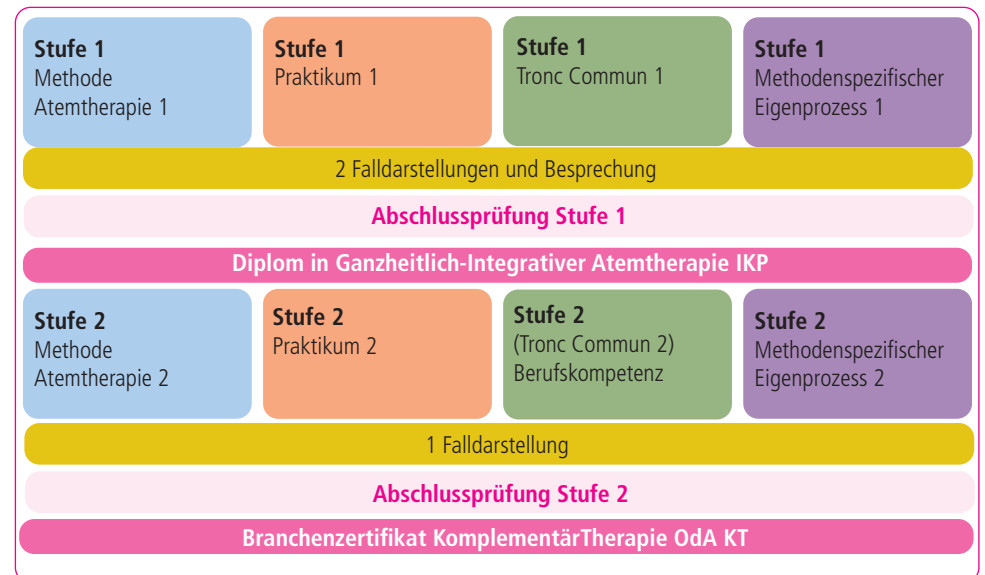 Stufe 1
Methode
Atemtherapie 1
Stufe 1
Praktikum 1
Stufe 1
Tronc Commun 1
Stufe 1
Methodenspezifischer
Eigenprozess 1
2 Falldarstellungen und Besprechung
Abschlussprüfung Stufe 1
Diplom in Ganzheitlich-Integrativer Atemtherapie IKP
Stufe 2
Methode
Atemtherapie 2
Stufe 2
Praktikum 2
Stufe 2
(Tronc Commun 2)
Berufskompetenz
Stufe 2
Methodenspezifischer
Eigenprozess 2
1 Falldarstellung
Abschlussprüfung Stufe 2
Branchenzertifikat KomplementärTherapie OdA KT